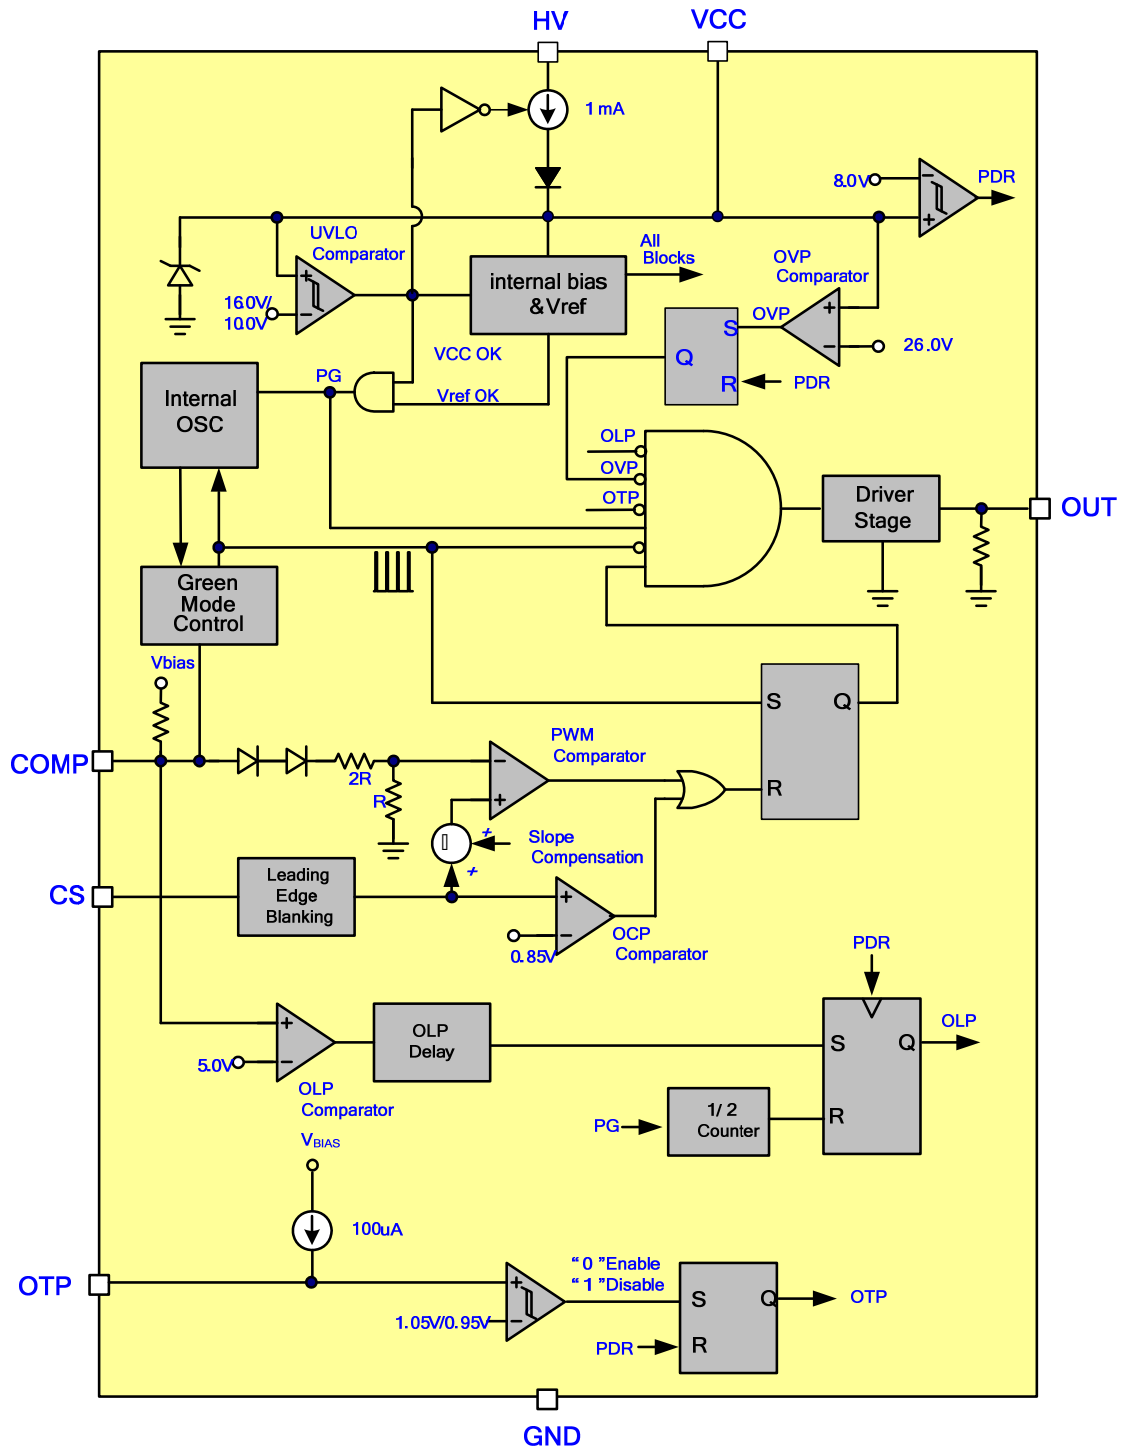 HV
VCC
1 mA
8.0V
PDR
−
+
UVLO
Comparator
+
−
16.0V/
10.0V
internal bias
& Vref
All
Blocks
OVP
Comparator
+
−
26.0V
OVP
S
Q
R
PDR
VCC OK
Vref OK
PG
Internal
OSC
OLP
OVP
OTP
Driver
Stage
OUT
Green
Mode
Control
Vbias
COMP
2R
R
PWM
Comparator
−
+
S
Q
R
Slope
Compensation
+
+
CS
Leading
Edge
Blanking
+
−
0.85V
OCP
Comparator
PDR
5.0V
+
−
OLP
Comparator
OLP
Delay
S
Q
R
OLP
PG
1/ 2
Counter
VBIAS
100uA
OTP
+
−
1.05V/0.95V
“ 0 ”Enable
“ 1 ”Disable
S
Q
R
OTP
PDR
GND